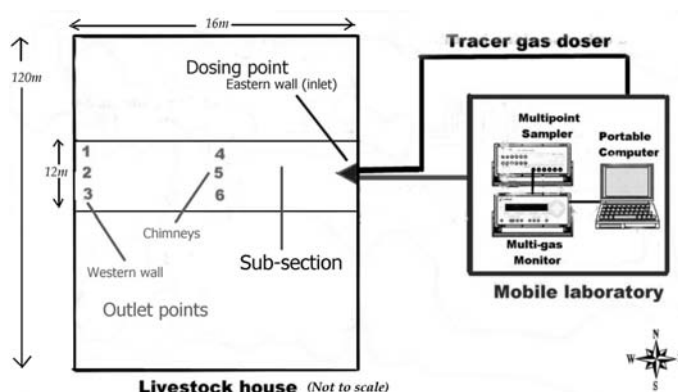 16m
Tracer gas doser
120m
Dosing point
Eastern wall (inlet)
Multipoint
Sampler
Portable
Computer
12m
1
4
2
5
3
6
Chimneys
Western wall
Sub-section
Multi-gas
Monitor
Outlet points
Mobile laboratory
N
W
E
S
Livestock house (Not to scale)